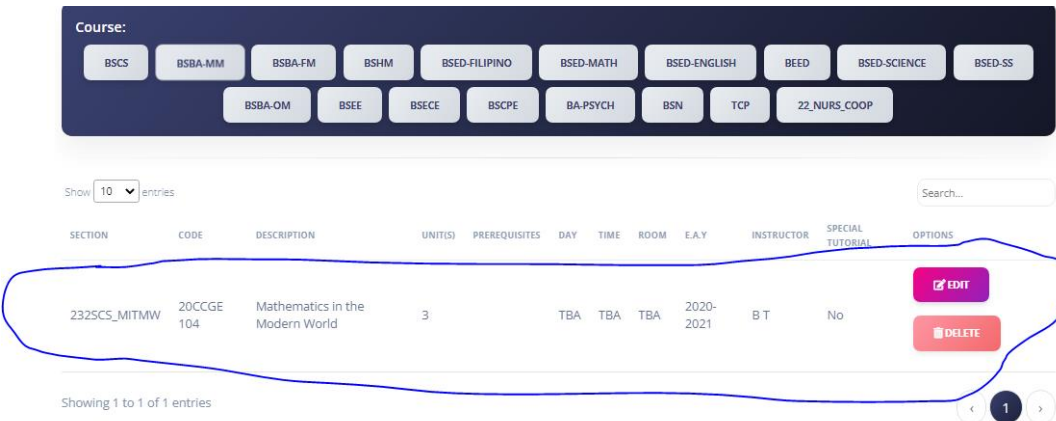 Course:
BSCS BSBA-MM BSBA-FM BSHM BSED-FILIPINO BSED-MATH BSED-ENGLISH BEED BSED-SCIENCE BSED-SS
BSBA-OM BSEE BSECE BSCPE BA-PSYCH BSN TCP 22_NURS_COOP
Show 10 entries
Search...
SECTION CODE DESCRIPTION UNIT(S) PREREQUISITES DAY TIME ROOM E.A.Y INSTRUCTOR SPECIAL TUTORIAL OPTIONS
232SCS_MITMW 20CCGE 104 Mathematics in the Modern World 3 TBA TBA TBA 2020-2021 B T No
EDIT
DELETE
Showing 1 to 1 of 1 entries
‹ 1 ›